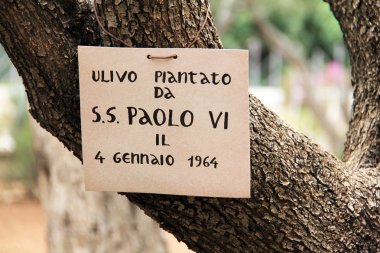 ULIVO PIANTATO
DA
S.S. PAOLO VI
IL
4 GENNAIO 1964